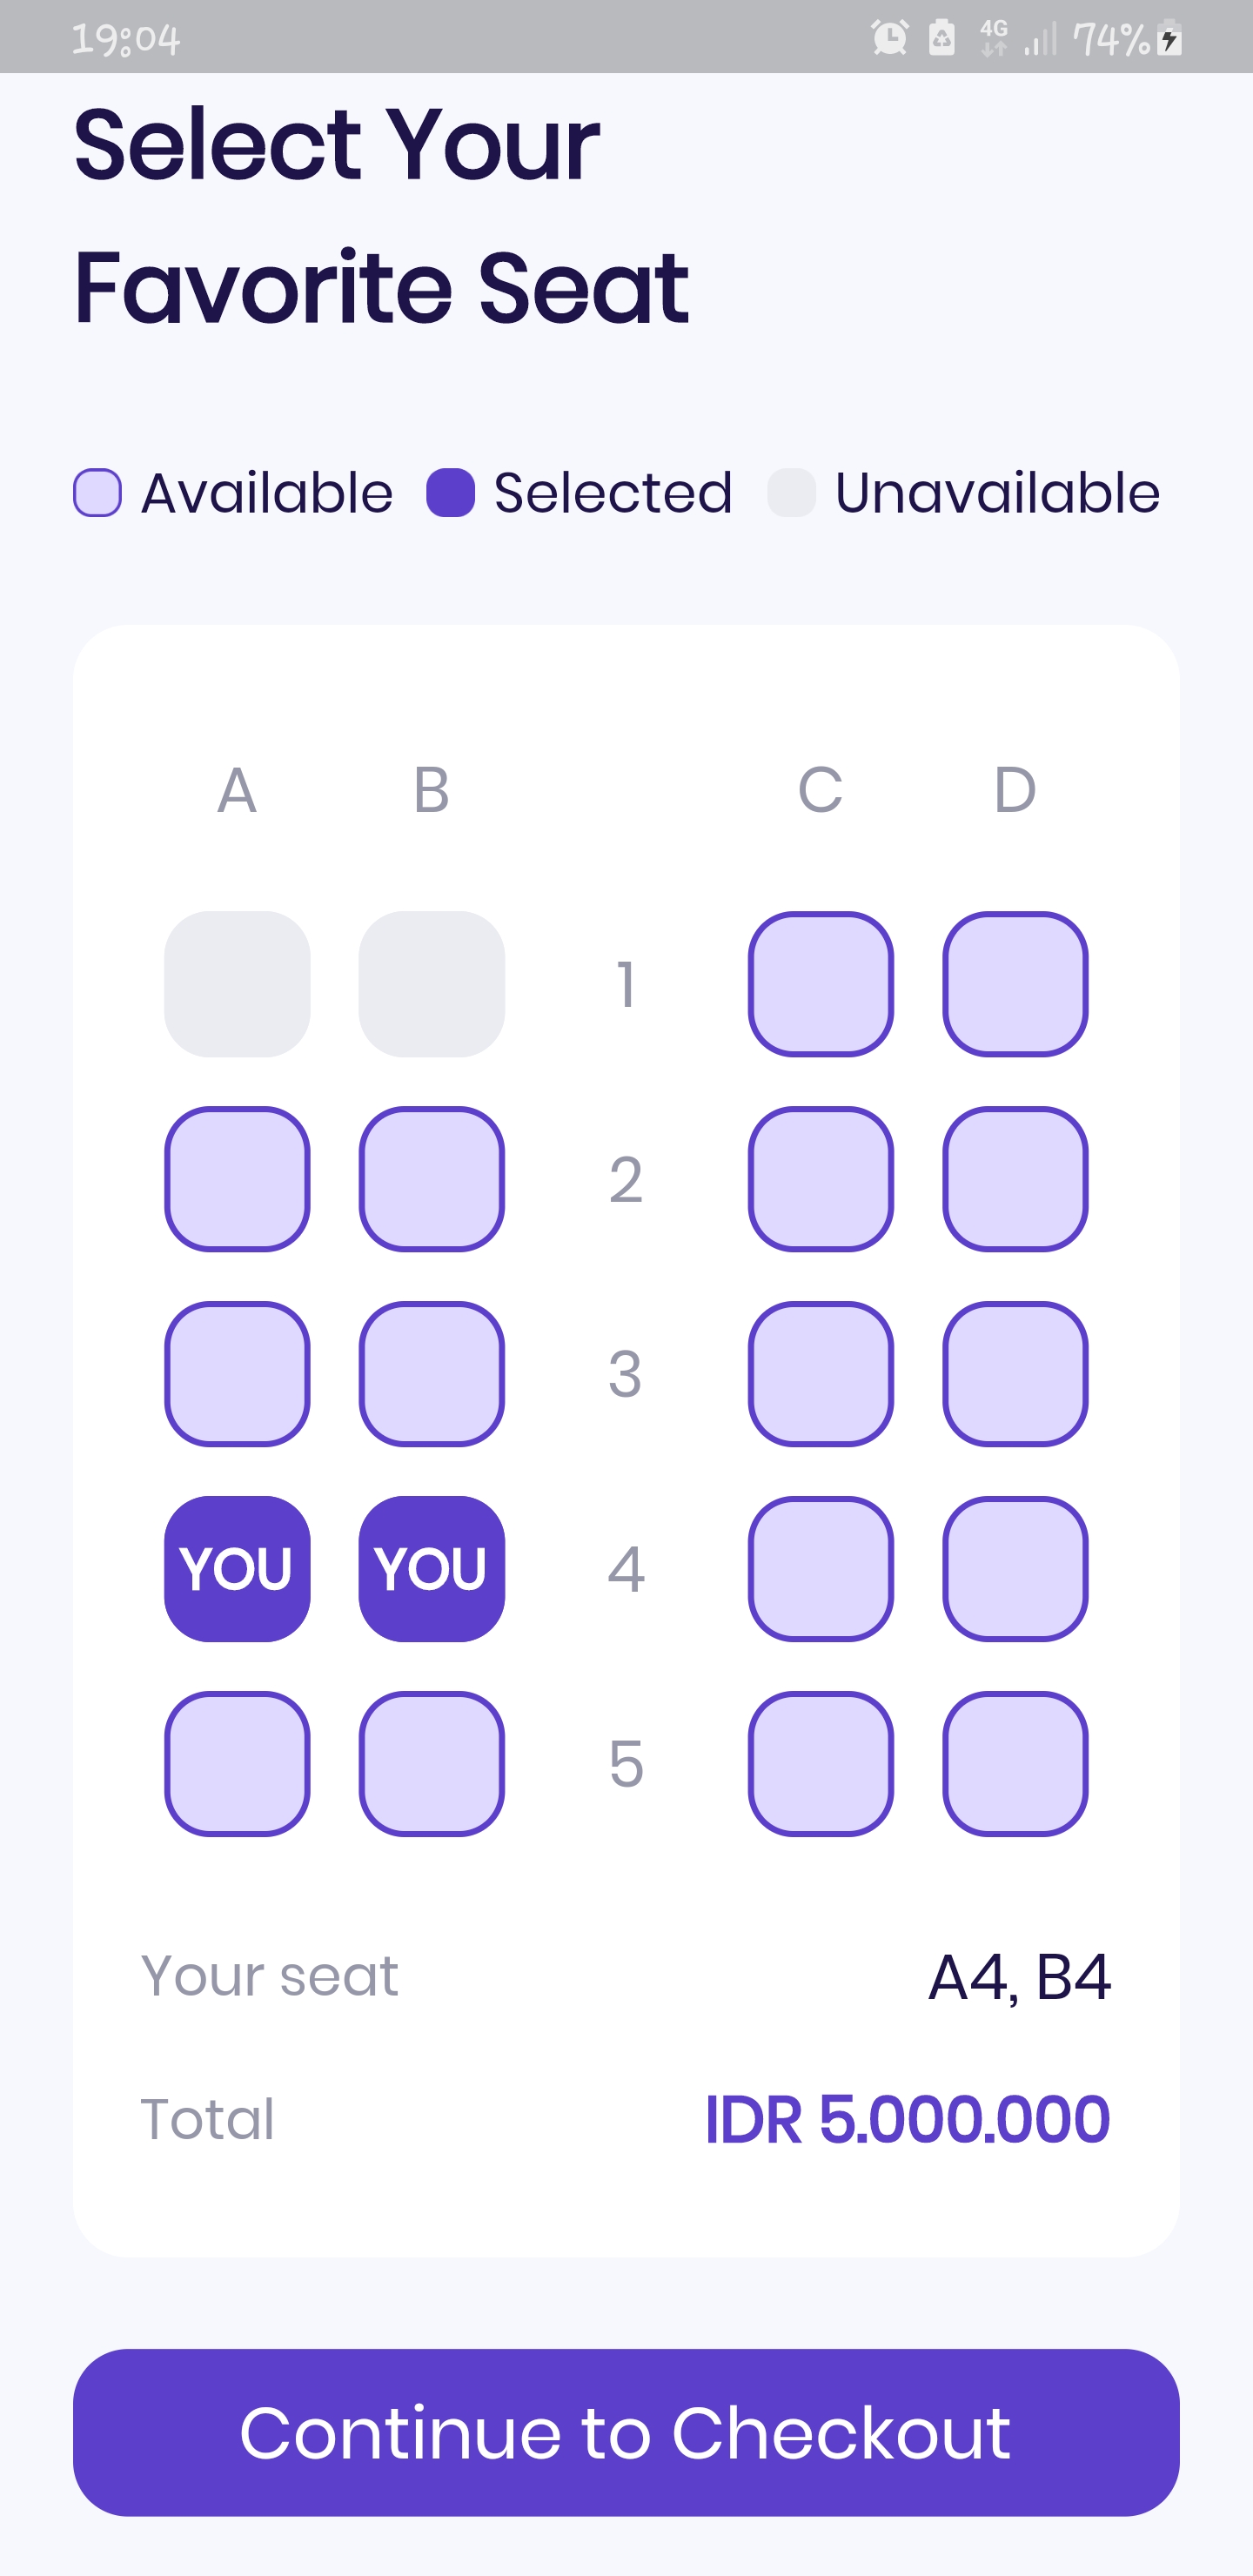 19:04 4G 74%
Select Your
Favorite Seat
Available Selected Unavailable
A B C D
1
2
3
YOU YOU 4
5
Your seat A4, B4
Total IDR 5.000.000
Continue to Checkout